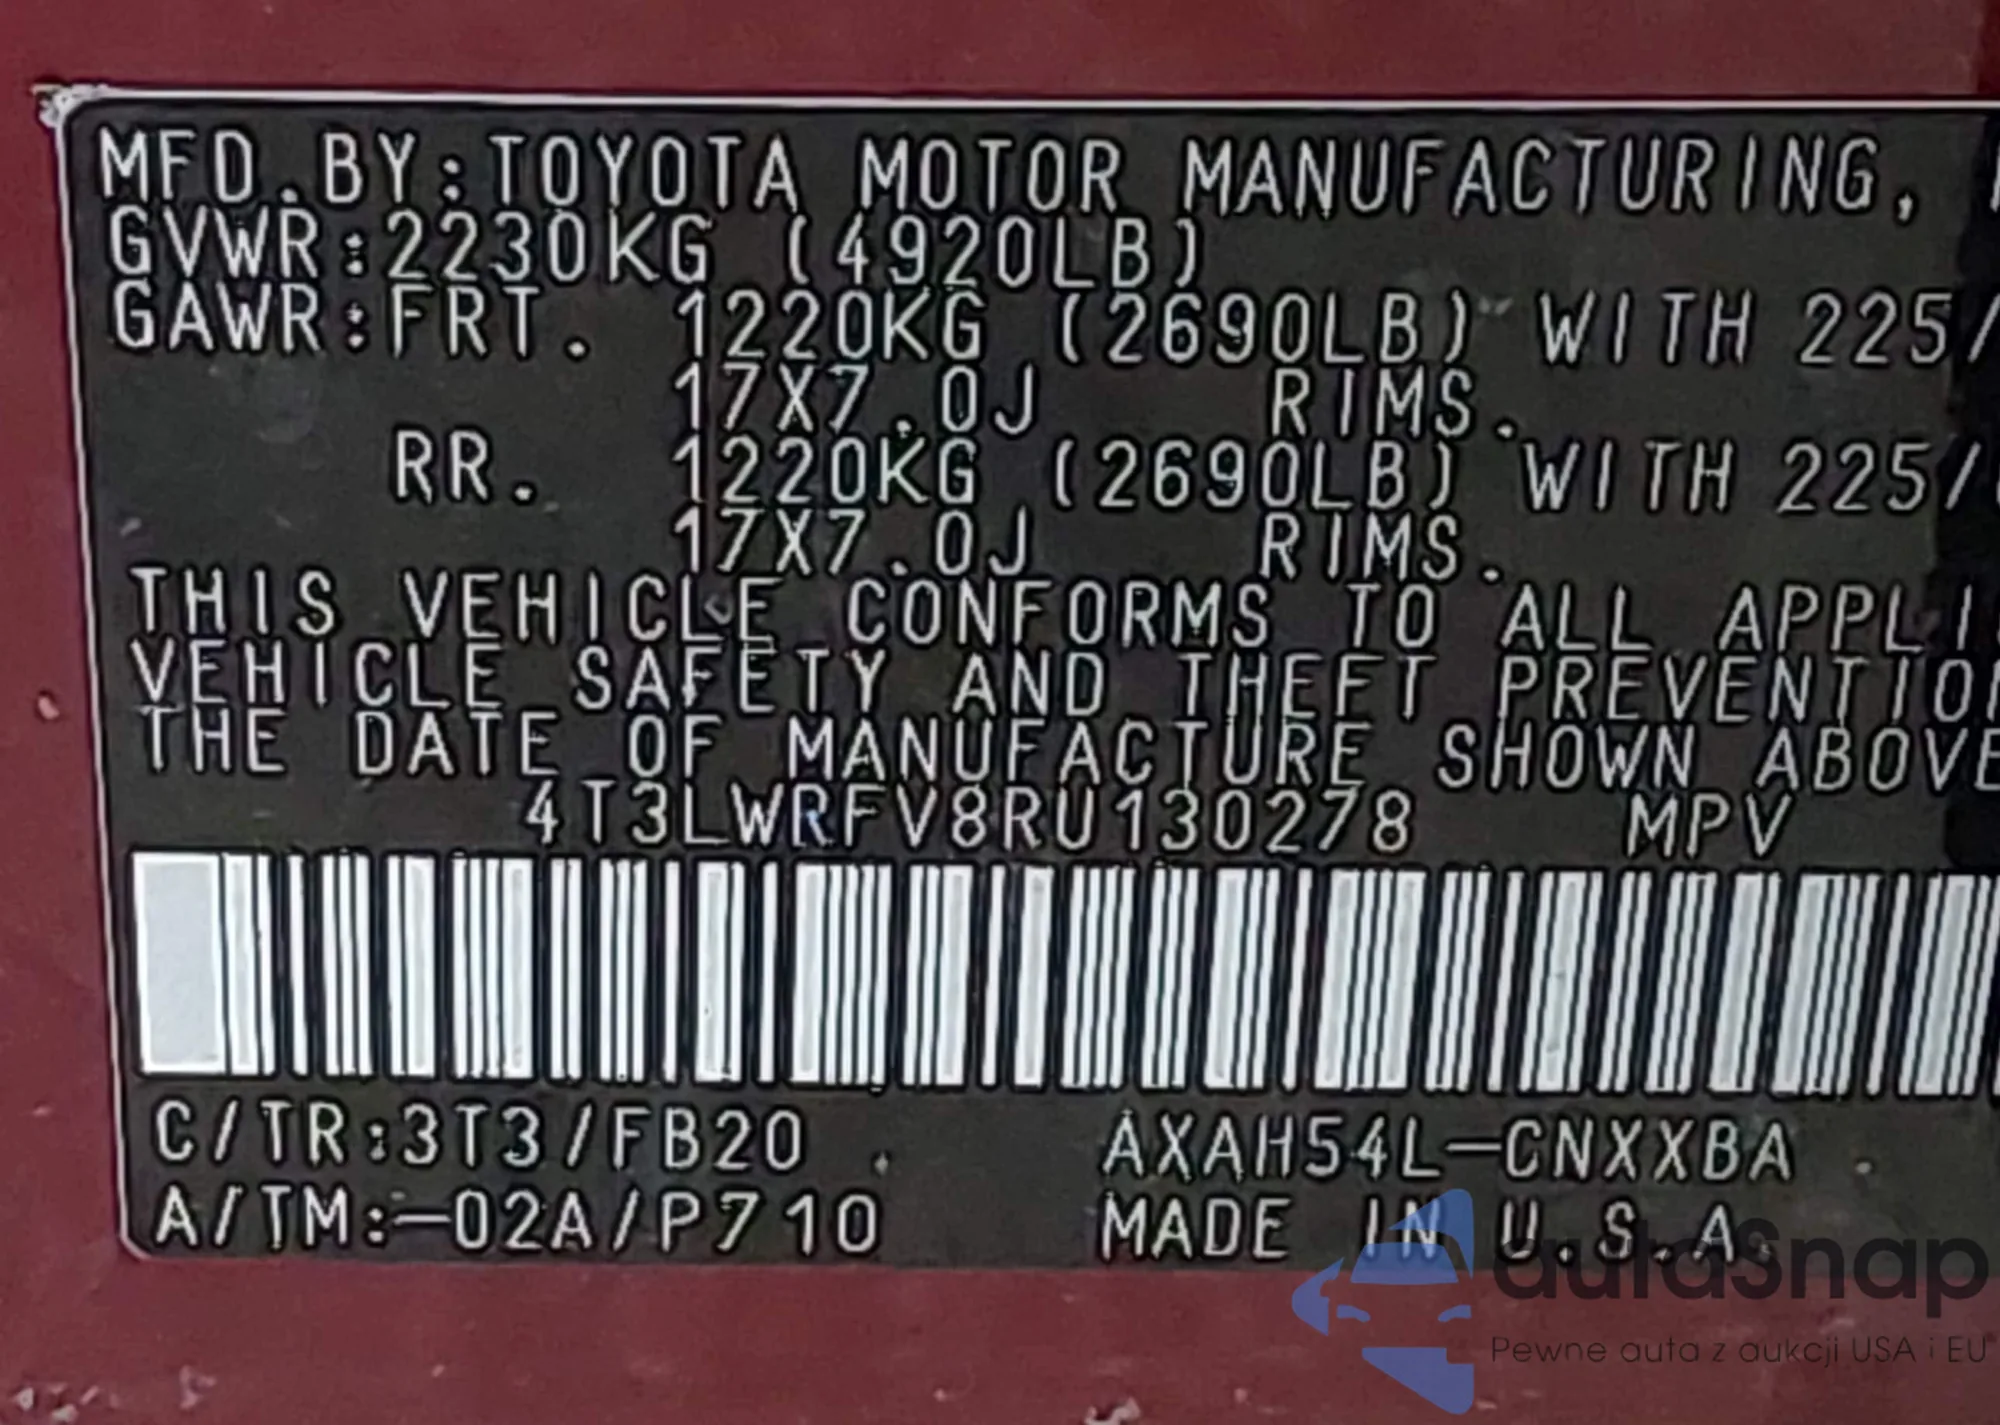 MFD.BY:TOYOTA MOTOR MANUFACTURING,
GVWR:2230KG (4920LB)
GAWR:FRT. 1220KG (2690LB) WITH 225/
17X7.0J RIMS.
RR. 1220KG (2690LB) WITH 225/
17X7.0J RIMS.
THIS VEHICLE CONFORMS TO ALL APPLI
VEHICLE SAFETY AND THEFT PREVENTION
THE DATE OF MANUFACTURE SHOWN ABOVE
4T3LWRFV8RU130278 MPV
C/TR:3T3/FB20 AXAH54L-CNXXBA
A/TM:-02A/P710 MADE IN U.S.A.
autaSnap
Pewne auta z aukcji USA i EU